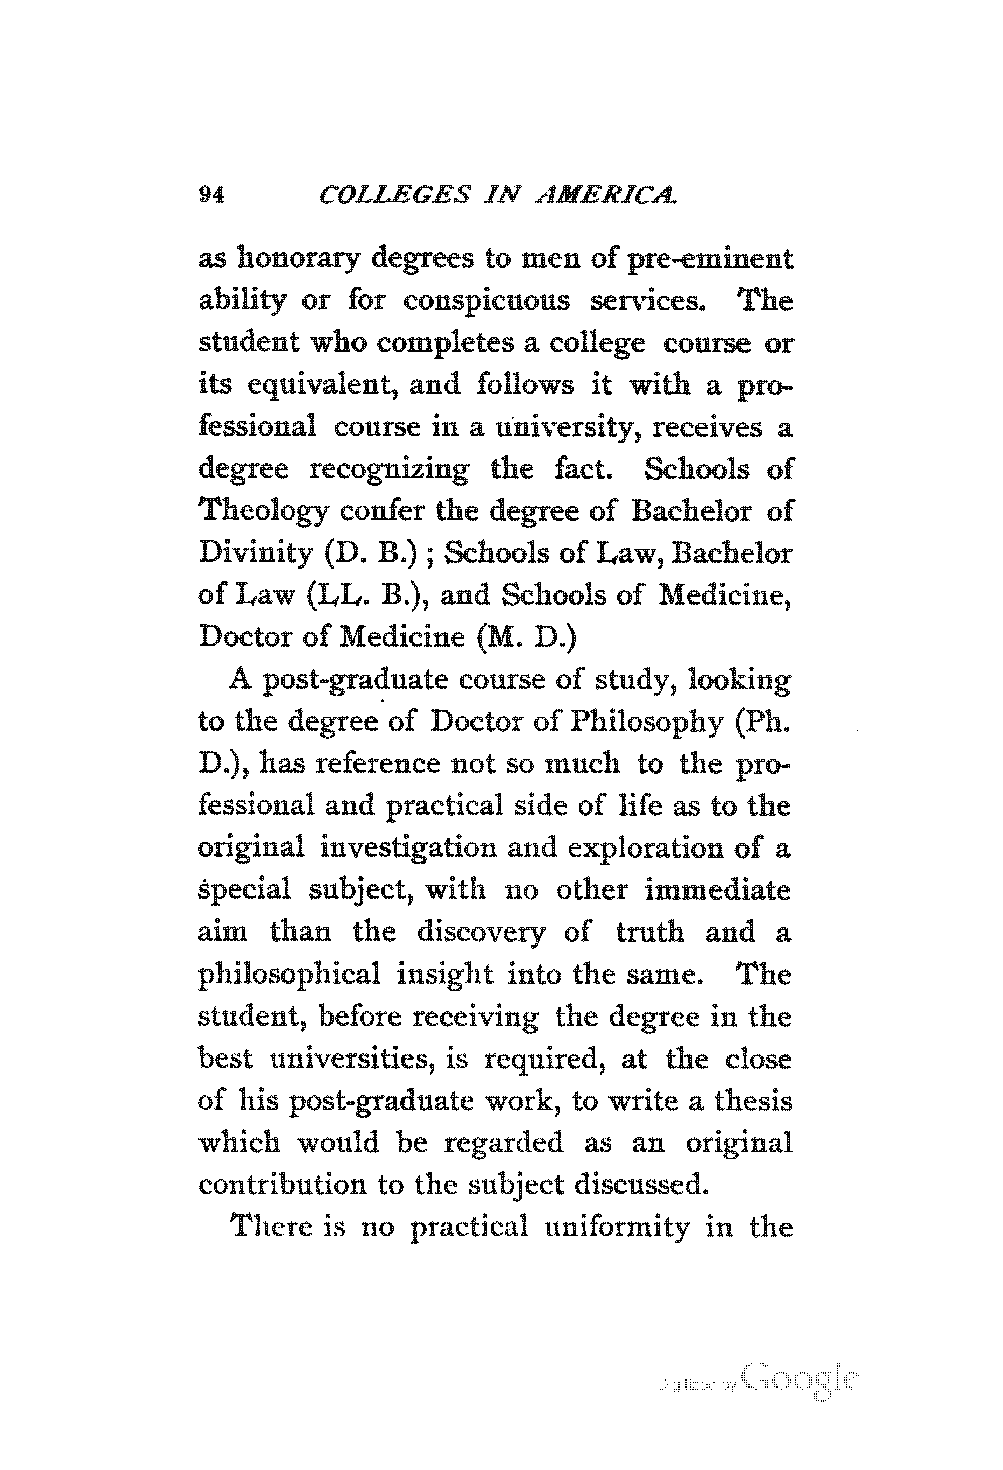 94 COLLEGES IN AMERICA.
as honorary degrees to men of pre-eminent
ability or for conspicuous services. The
student who completes a college course or
its equivalent, and follows it with a pro-
fessional course in a university, receives a
degree recognizing the fact. Schools of
Theology confer the degree of Bachelor of
Divinity (D. B.) ; Schools of Law, Bachelor
of Law (LL. B.), and Schools of Medicine,
Doctor of Medicine (M. D.)
A post-graduate course of study, looking
to the degree of Doctor of Philosophy (Ph.
D.), has reference not so much to the pro-
fessional and practical side of life as to the
original investigation and exploration of a
special subject, with no other immediate
aim than the discovery of truth and a
philosophical insight into the same. The
student, before receiving the degree in the
best universities, is required, at the close
of his post-graduate work, to write a thesis
which would be regarded as an original
contribution to the subject discussed.
There is no practical uniformity in the
Digitized by Google